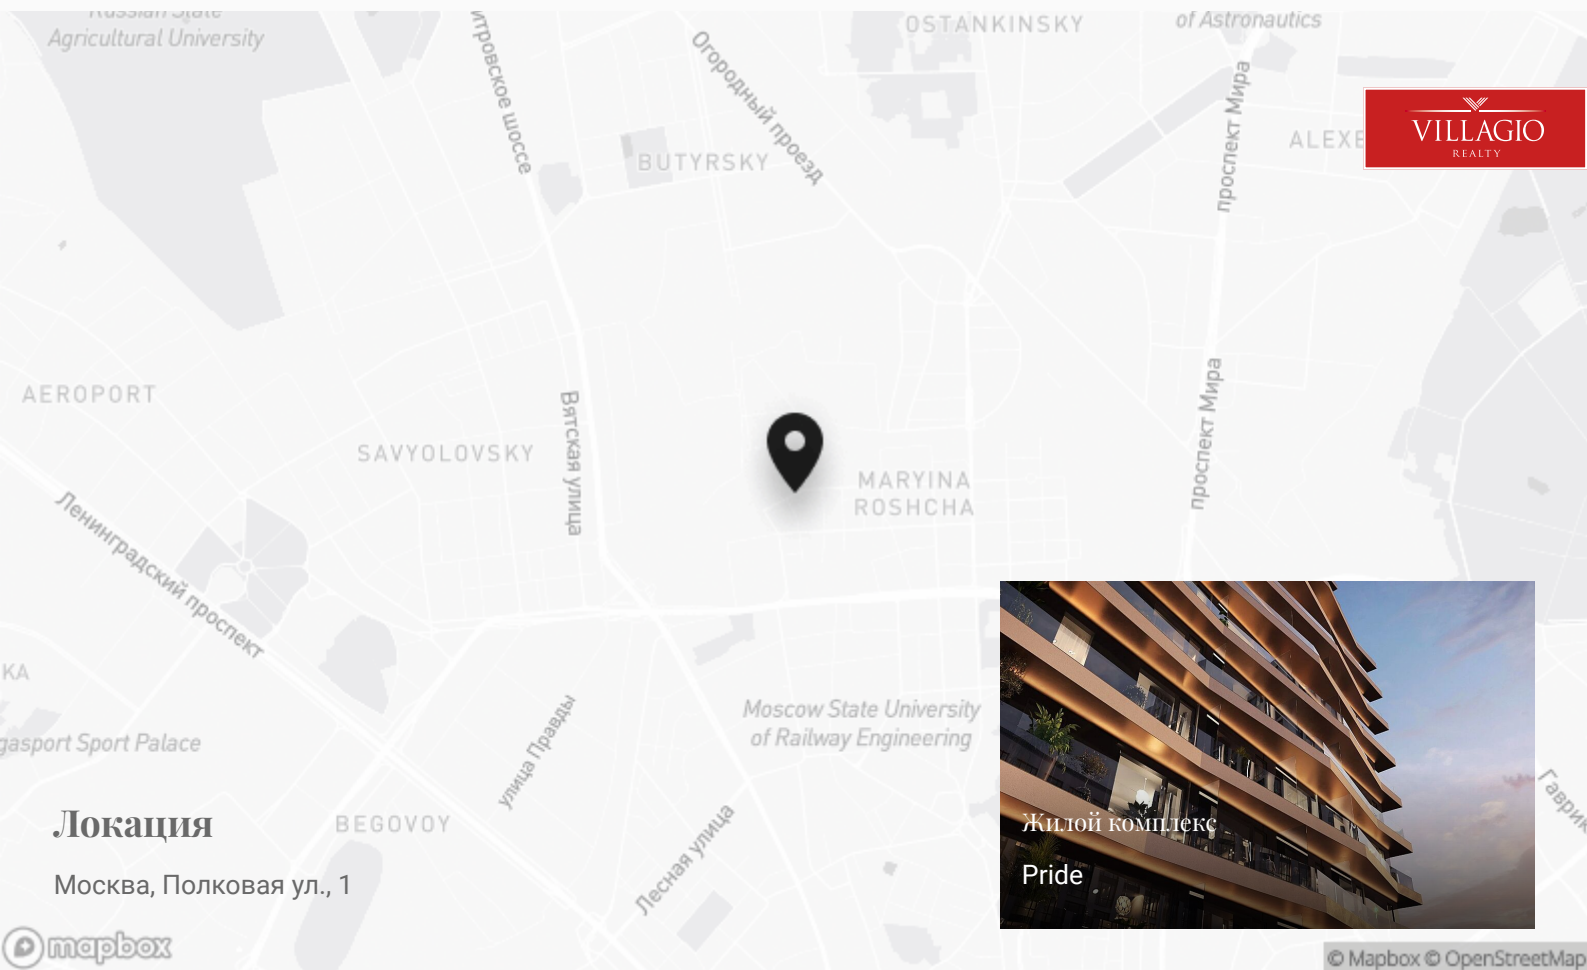 Russian State
Agricultural University
OSTANKINSKY
of Astronautics
итровское шоссе
Огородный проезд
проспект Мира
BUTYRSKY
ALEXE
VILLAGIO
REALTY
AEROPORT
SAVYOLOVSKY
Вятская улица
MARYINA
ROSHCHA
проспект Мира
Ленинградский проспект
KA
gasport Sport Palace
улица Правды
Moscow State University
of Railway Engineering
Гаврик
Локация
BEGOVOY
Лесная улица
Москва, Полковая ул., 1
Жилой комплекс
Pride
mapbox
© Mapbox © OpenStreetMap